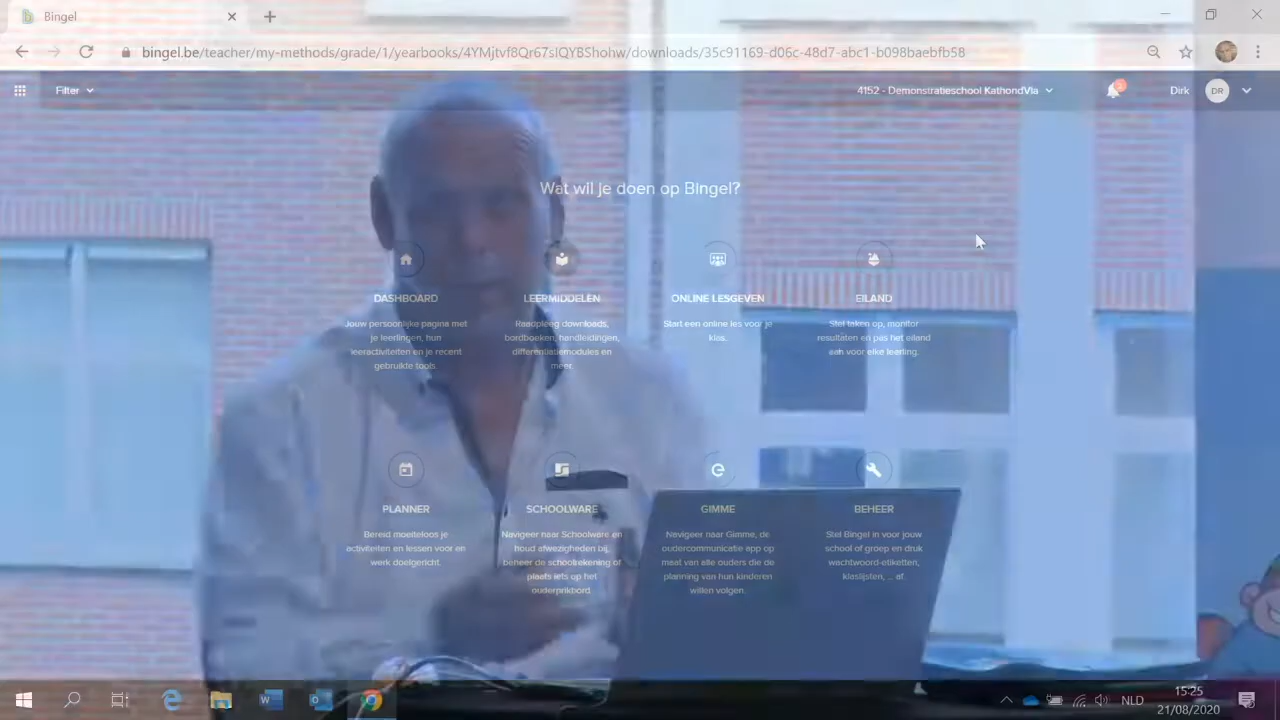 Bingel
bingel.be/teacher/my-methods/grade/1/yearbooks/4YMjtvf8Qr67sIQYBShohw/downloads/35c91169-d06c-48d7-abc1-b098baebfb58
Filter
4152 - Demonstratieschool KathondVla
Dirk
DR
Wat wil je doen op Bingel?
DASHBOARD
Jouw persoonlijke pagina met
je leerlingen, hun
leeractiviteiten en je recent
gebruikte tools.
LEERMIDDELEN
Raadpleeg downloads,
bordboeken, handleidingen,
differentiatiemodules en
meer.
ONLINE LESGEVEN
Start een online les voor je
klas.
EILAND
Stel taken op, monitor
resultaten en pas het eiland
aan voor elke leerling.
PLANNER
Bereid moeiteloos je
activiteiten en lessen voor en
werk doelgericht.
SCHOOLWARE
Navigeer naar Schoolware en
houd afwezigheden bij,
beheer de schoolrekening of
plaats iets op het
ouderprikbord.
GIMME
Navigeer naar Gimme, de
oudercommunicatie app op
maat van alle ouders die de
planning van hun kinderen
willen volgen.
BEHEER
Stel Bingel in voor jouw
school of groep en druk
wachtwoord-etiketten,
klaslijsten, ... af.
NLD
15:25
21/08/2020